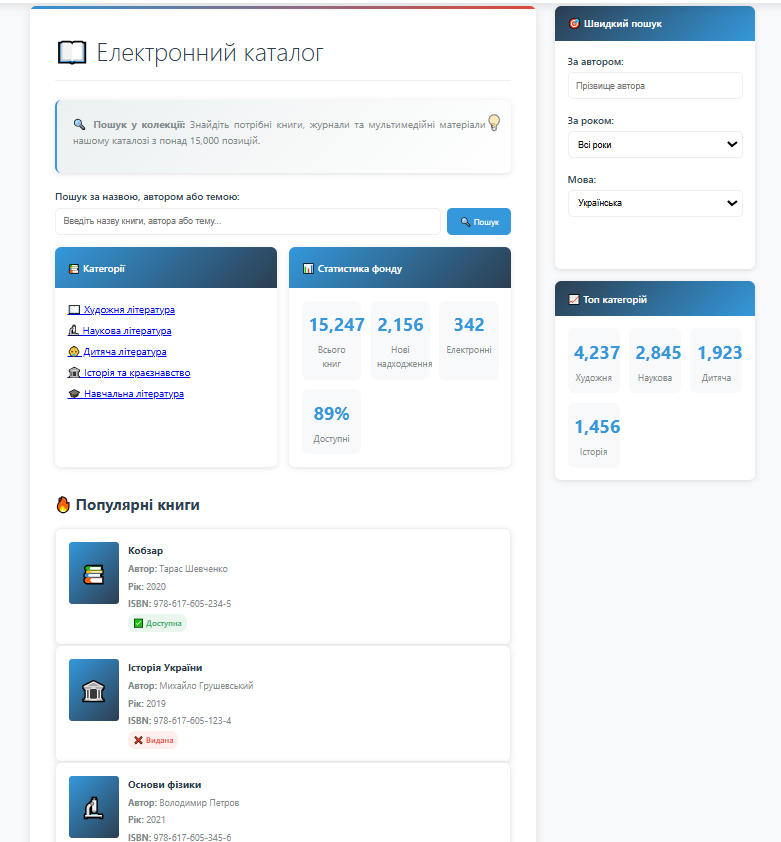 Електронний каталог
Пошук у колекції: Знайдіть потрібні книги, журнали та мультимедійні матеріали
нашому каталозі з понад 15,000 позицій.
Пошук за назвою, автором або темою:
Введіть назву книги, автора або тему...
Пошук
Категорії
Художня література
Наукова література
Дитяча література
Історія та краєзнавство
Навчальна література
Статистика фонду
15,247
Всього
книг
2,156
Нові
надходження
342
Електронні
89%
Доступні
Популярні книги
Кобзар
Автор: Тарас Шевченко
Рік: 2020
ISBN: 978-617-605-234-5
Доступна
Історія України
Автор: Михайло Грушевський
Рік: 2019
ISBN: 978-617-605-123-4
Видана
Основи фізики
Автор: Володимир Петров
Рік: 2021
ISBN: 978-617-605-345-6
Швидкий пошук
За автором:
Прізвище автора
За роком:
Всі роки
Мова:
Українська
Топ категорій
4,237
Художня
2,845
Наукова
1,923
Дитяча
1,456
Історія